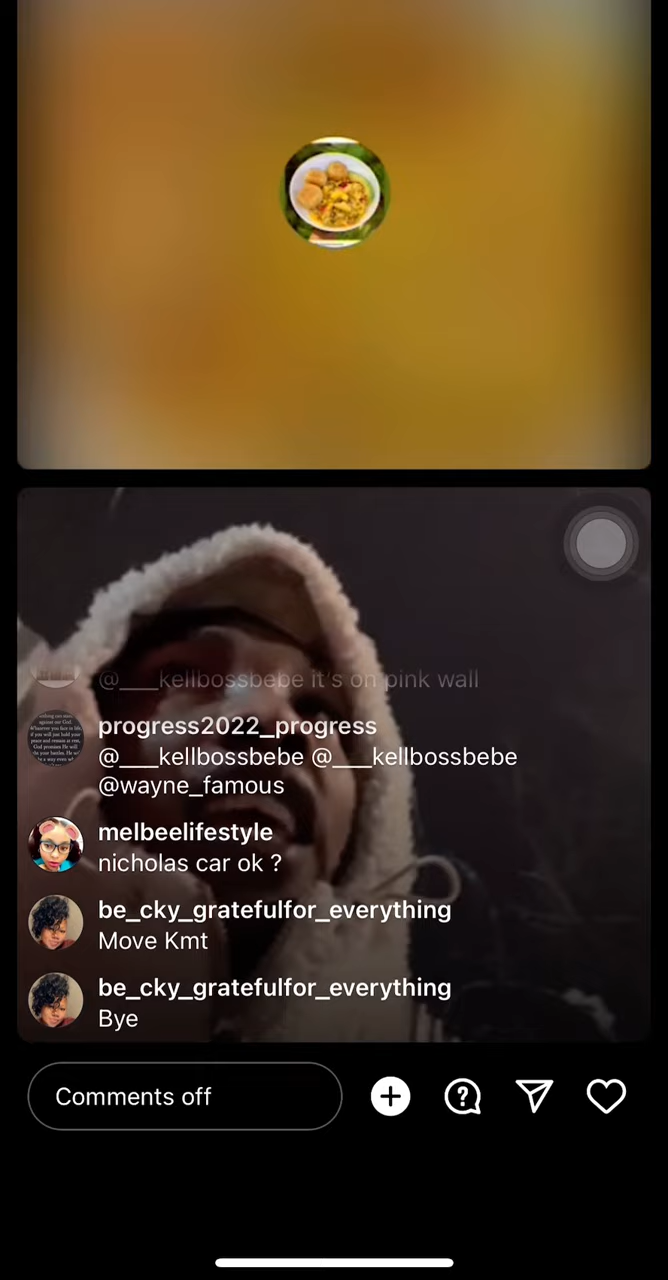 @___kellbossbebe it's on pink wall
progress2022_progress
@___kellbossbebe @___kellbossbebe
@wayne_famous
melbeelifestyle
nicholas car ok ?
be_cky_gratefulfor_everything
Move Kmt
be_cky_gratefulfor_everything
Bye
Comments off